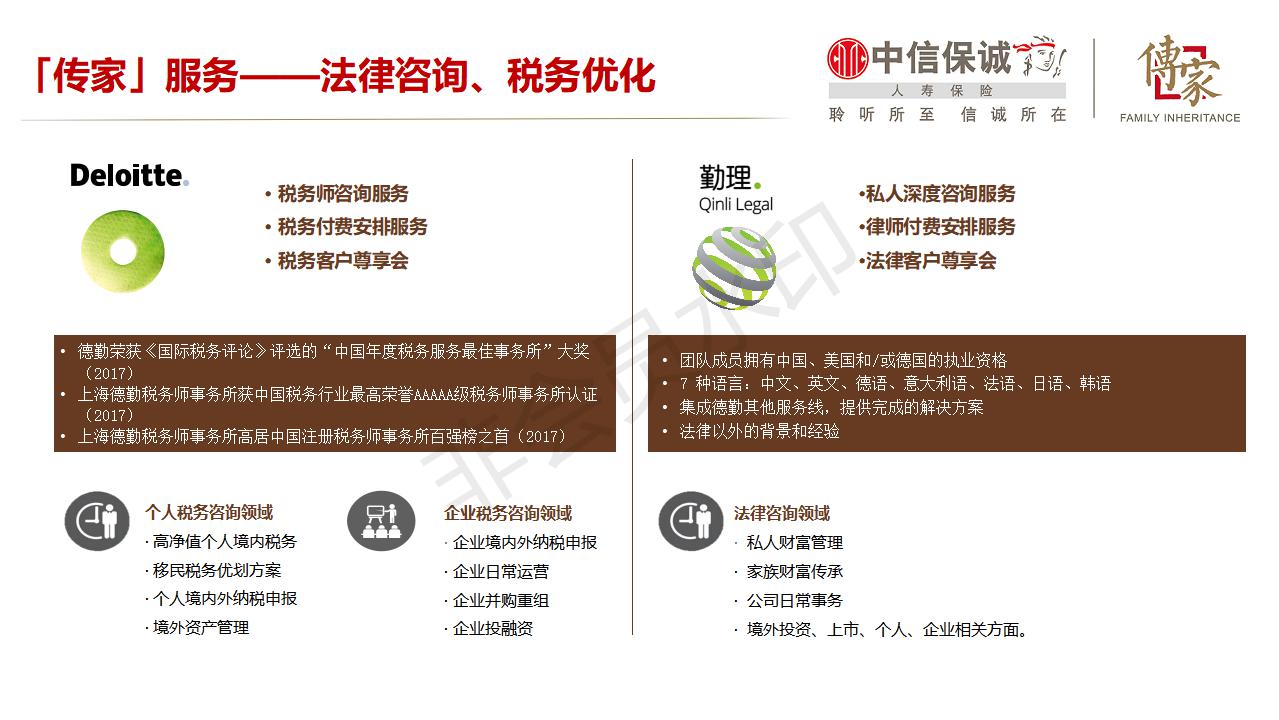 「传家」服务——法律咨询、税务优化
中信保诚
人寿保险
聆听所至 信诚所在
傳家
FAMILY INHERITANCE
Deloitte.
• 税务师咨询服务
• 税务付费安排服务
• 税务客户尊享会
勤理.
Qinli Legal
•私人深度咨询服务
•律师付费安排服务
•法律客户尊享会
• 德勤荣获《国际税务评论》评选的“中国年度税务服务最佳事务所”大奖
（2017）
• 上海德勤税务师事务所获中国税务行业最高荣誉AAAAA级税务师事务所认证
（2017）
• 上海德勤税务师事务所高居中国注册税务师事务所百强榜之首（2017）
• 团队成员拥有中国、美国和/或德国的执业资格
• 7 种语言：中文、英文、德语、意大利语、法语、日语、韩语
• 集成德勤其他服务线，提供完成的解决方案
• 法律以外的背景和经验
非会员水印
个人税务咨询领域
· 高净值个人境内税务
· 移民税务优划方案
· 个人境内外纳税申报
· 境外资产管理
企业税务咨询领域
· 企业境内外纳税申报
· 企业日常运营
· 企业并购重组
· 企业投融资
法律咨询领域
· 私人财富管理
· 家族财富传承
· 公司日常事务
· 境外投资、上市、个人、企业相关方面。